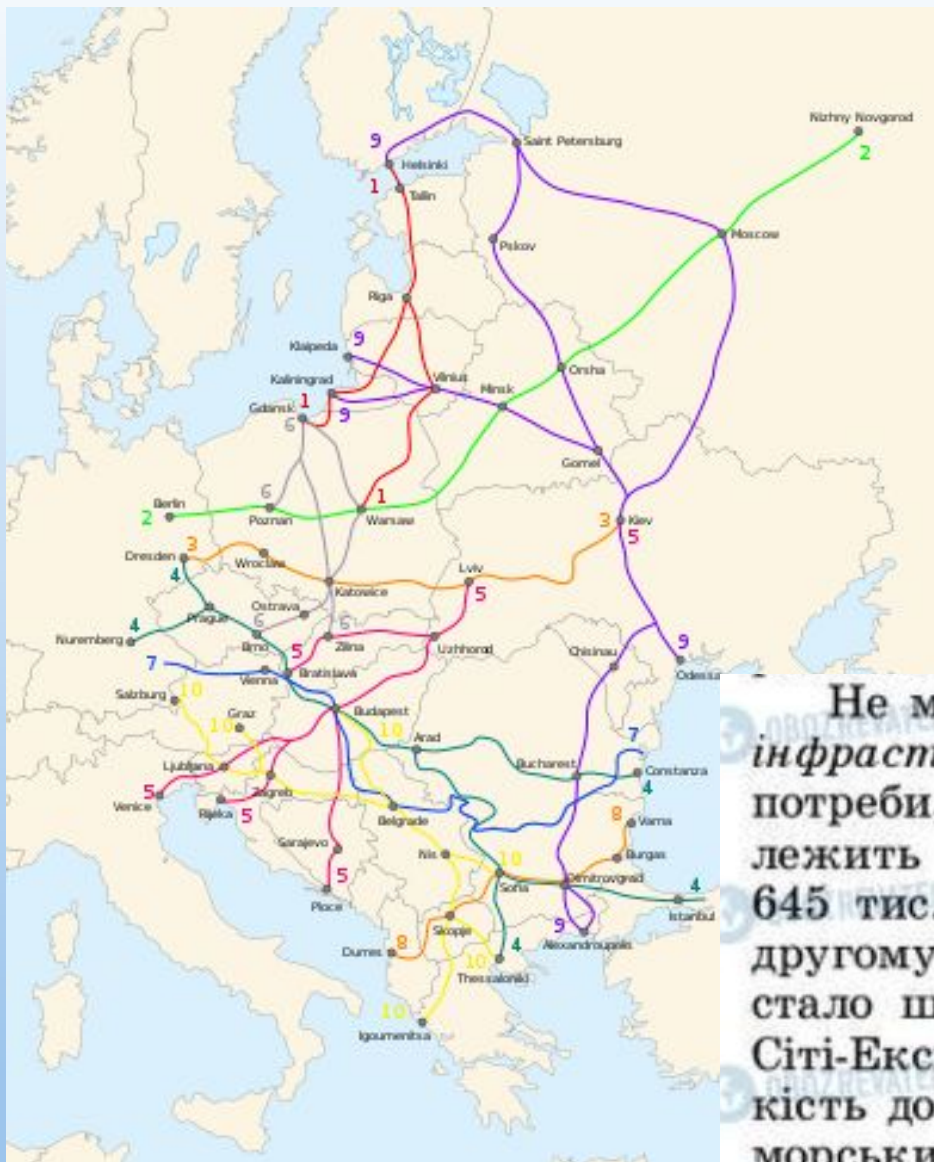 Nizhny Novgorod
2
9
Saint Petersburg
Helsinki
1
Tallin
Moscow
Pskov
Riga
9
Klaipeda
Orsha
Kaliningrad
Vilnius
Minsk
1
Gdansk
9
6
Gomel
Berlin
6
1
2
Poznan
Warsaw
3
Kiev
5
Dresden
3
Wroclaw
4
Lviv
Katowice
5
Ostrava
Prague
4
6
6
Nuremberg
Brno
5
Zilina
Uzhhorod
9
Chisinau
7
Vienna
Bratislava
Odessa
Salzburg
10
Graz
Budapest
10
10
Arad
7
Ljubljana
Bucharest
Constanza
4
5
Zagreb
Venice
Rijeka
5
Belgrade
8
Varna
Sarajevo
Nis
10
Burgas
5
Sofia
Dimitrovgrad
4
Ploce
Istanbul
Skopje
9
Alexandroupolis
Durres
8
4
10
Thessaloniki
10
Igoumenitsa
Не м
інфраст
потреби.
лежить
645 тис.
другому
стало ш
Сіті-Екс
кість до
морськи
OBOZREVATE